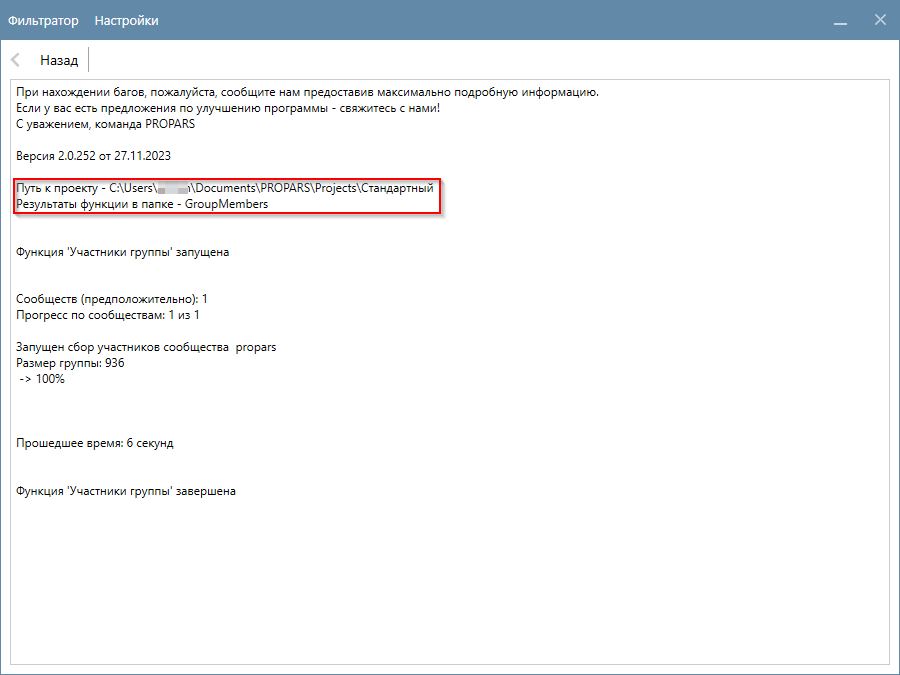 Фильтратор Настройки
Назад
При нахождении багов, пожалуйста, сообщите нам предоставив максимально подробную информацию.
Если у вас есть предложения по улучшению программы - свяжитесь с нами!
С уважением, команда PROPARS
Версия 2.0.252 от 27.11.2023
Путь к проекту - C:\Users\ \Documents\PROPARS\Projects\Стандартный
Результаты функции в папке - GroupMembers
Функция 'Участники группы' запущена
Сообществ (предположительно): 1
Прогресс по сообществам: 1 из 1
Запущен сбор участников сообщества  propars
Размер группы: 936
-> 100%
Прошедшее время: 6 секунд
Функция 'Участники группы' завершена